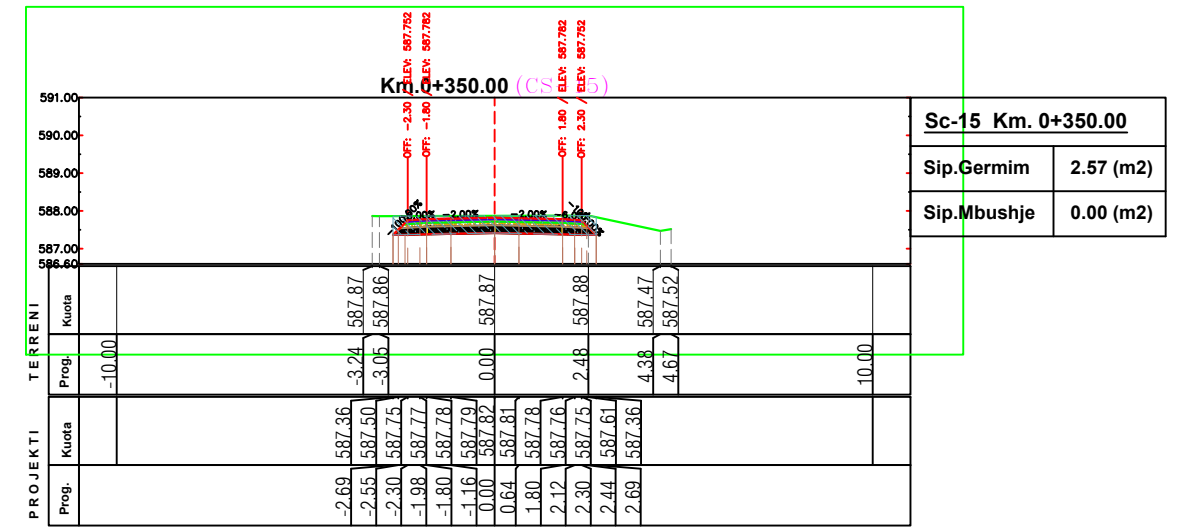 OFF: -2.30 / ELEV: 587.752
OFF: -1.80 / ELEV: 587.782
OFF: 1.80 / ELEV: 587.782
OFF: 2.30 / ELEV: 587.752
Km.0+350.00
591.00
590.00
589.00
588.00
587.00
586.60
-2.00% -2.00%
Sc-15 Km. 0+350.00
Sip.Germim 2.57 (m2)
Sip.Mbushje 0.00 (m2)
TERRENI
Kuota 587.87 587.86 587.87 587.88 587.47 587.52
Prog. -10.00 -3.24 -3.05 0.00 2.48 4.38 4.67 10.00
PROJEKTI
Kuota 587.36 587.50 587.75 587.77 587.78 587.79 587.82 587.81 587.78 587.76 587.75 587.61 587.36
Prog. -2.69 -2.55 -2.30 -1.98 -1.80 -1.16 0.00 0.64 1.80 2.12 2.30 2.44 2.69